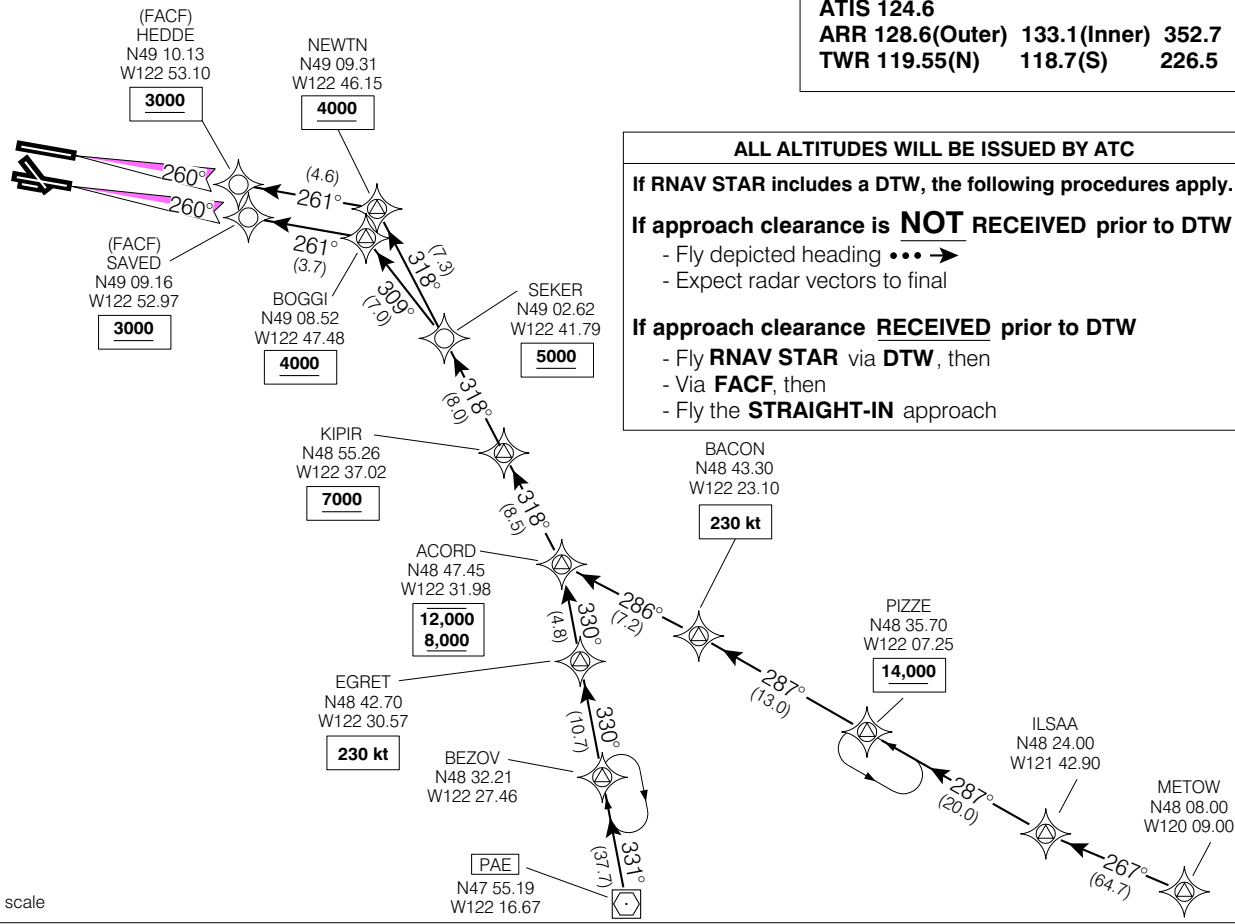 ATIS 124.6
ARR 128.6(Outer) 133.1(Inner) 352.7
TWR 119.55(N) 118.7(S) 226.5
ALL ALTITUDES WILL BE ISSUED BY ATC
If RNAV STAR includes a DTW, the following procedures apply.
If approach clearance is NOT RECEIVED prior to DTW
- Fly depicted heading
- Expect radar vectors to final
If approach clearance RECEIVED prior to DTW
- Fly RNAV STAR via DTW, then
- Via FACF, then
- Fly the STRAIGHT-IN approach
(FACF)
HEDDE
N49 10.13
W122 53.10
3000
NEWTN
N49 09.31
W122 46.15
4000
260°
260°
(4.6)
261°
261°
(3.7)
(FACF)
SAVED
N49 09.16
W122 52.97
3000
BOGGI
N49 08.52
W122 47.48
4000
(7.3)
318°
309°
(7.0)
SEKER
N49 02.62
W122 41.79
5000
318°
(8.0)
KIPIR
N48 55.26
W122 37.02
7000
318°
(8.5)
ACORD
N48 47.45
W122 31.98
12,000
8,000
BACON
N48 43.30
W122 23.10
230 kt
286°
(7.2)
330°
(4.8)
EGRET
N48 42.70
W122 30.57
230 kt
287°
(13.0)
PIZZE
N48 35.70
W122 07.25
14,000
330°
(10.7)
BEZOV
N48 32.21
W122 27.46
287°
(20.0)
ILSAA
N48 24.00
W121 42.90
METOW
N48 08.00
W120 09.00
267°
(64.7)
331°
(37.7)
PAE
N47 55.19
W122 16.67
scale